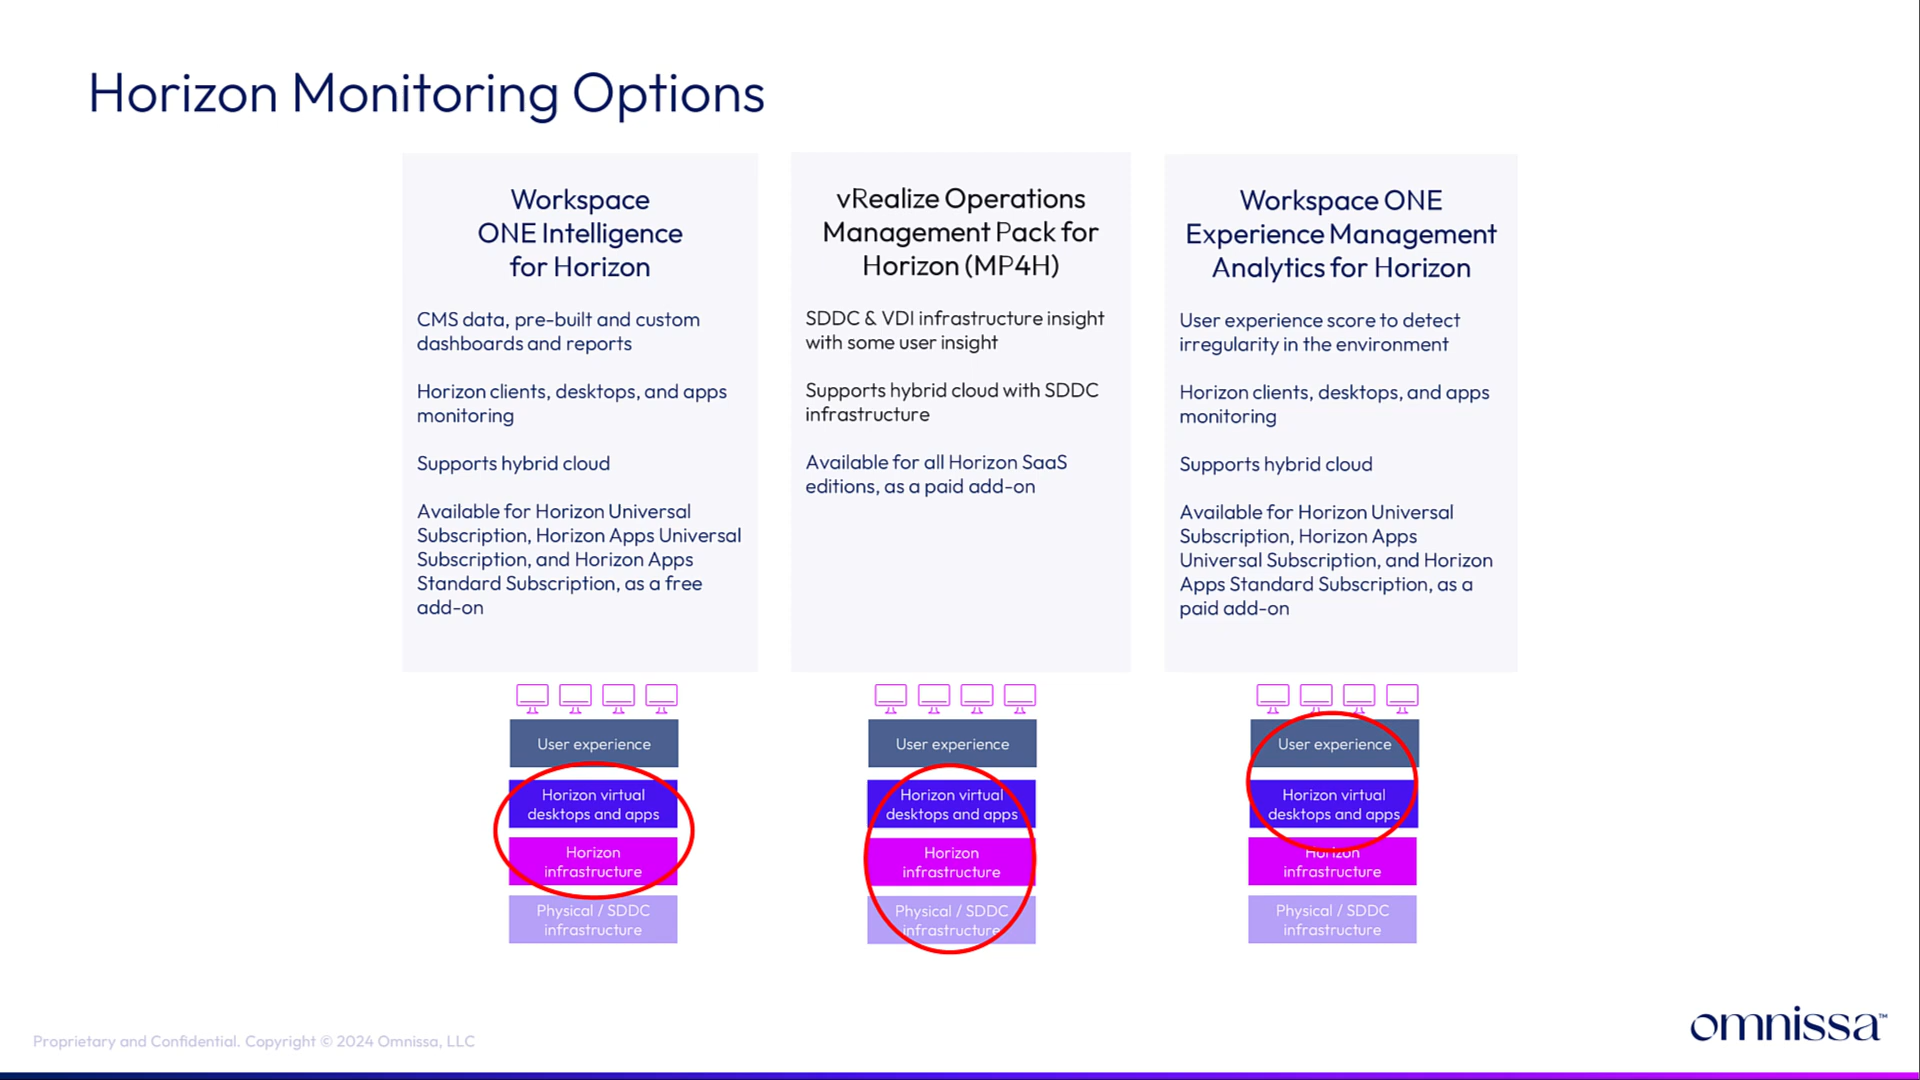 Horizon Monitoring Options
Workspace
ONE Intelligence
for Horizon
CMS data, pre-built and custom
dashboards and reports
Horizon clients, desktops, and apps
monitoring
Supports hybrid cloud
Available for Horizon Universal
Subscription, Horizon Apps Universal
Subscription, and Horizon Apps
Standard Subscription, as a free
add-on
vRealize Operations
Management Pack for
Horizon (MP4H)
SDDC & VDI infrastructure insight
with some user insight
Supports hybrid cloud with SDDC
infrastructure
Available for all Horizon SaaS
editions, as a paid add-on
Workspace ONE
Experience Management
Analytics for Horizon
User experience score to detect
irregularity in the environment
Horizon clients, desktops, and apps
monitoring
Supports hybrid cloud
Available for Horizon Universal
Subscription, Horizon Apps
Universal Subscription, and Horizon
Apps Standard Subscription, as a
paid add-on
User experience
Horizon virtual
desktops and apps
Horizon
infrastructure
Physical / SDDC
infrastructure
User experience
Horizon virtual
desktops and apps
Horizon
infrastructure
Physical / SDDC
infrastructure
User experience
Horizon virtual
desktops and apps
Horizon
infrastructure
Physical / SDDC
infrastructure
Proprietary and Confidential. Copyright © 2024 Omnissa, LLC
omnissa™